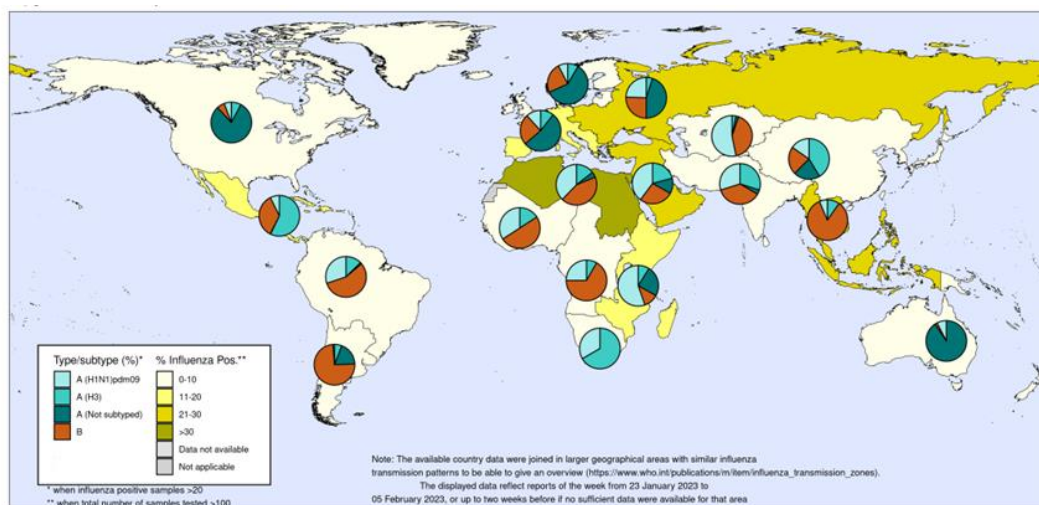 Type/subtype (%)*
A (H1N1)pdm09
A (H3)
A (Not subtyped)
B
% Influenza Pos.**
0-10
11-20
21-30
>30
Data not available
Not applicable
* when influenza positive samples >20
** when total number of samples tested >100
Note: The available country data were joined in larger geographical areas with similar influenza
transmission patterns to be able to give an overview (https://www.who.int/publications/m/item/influenza_transmission_zones).
The displayed data reflect reports of the week from 23 January 2023 to
05 February 2023, or up to two weeks before if no sufficient data were available for that area